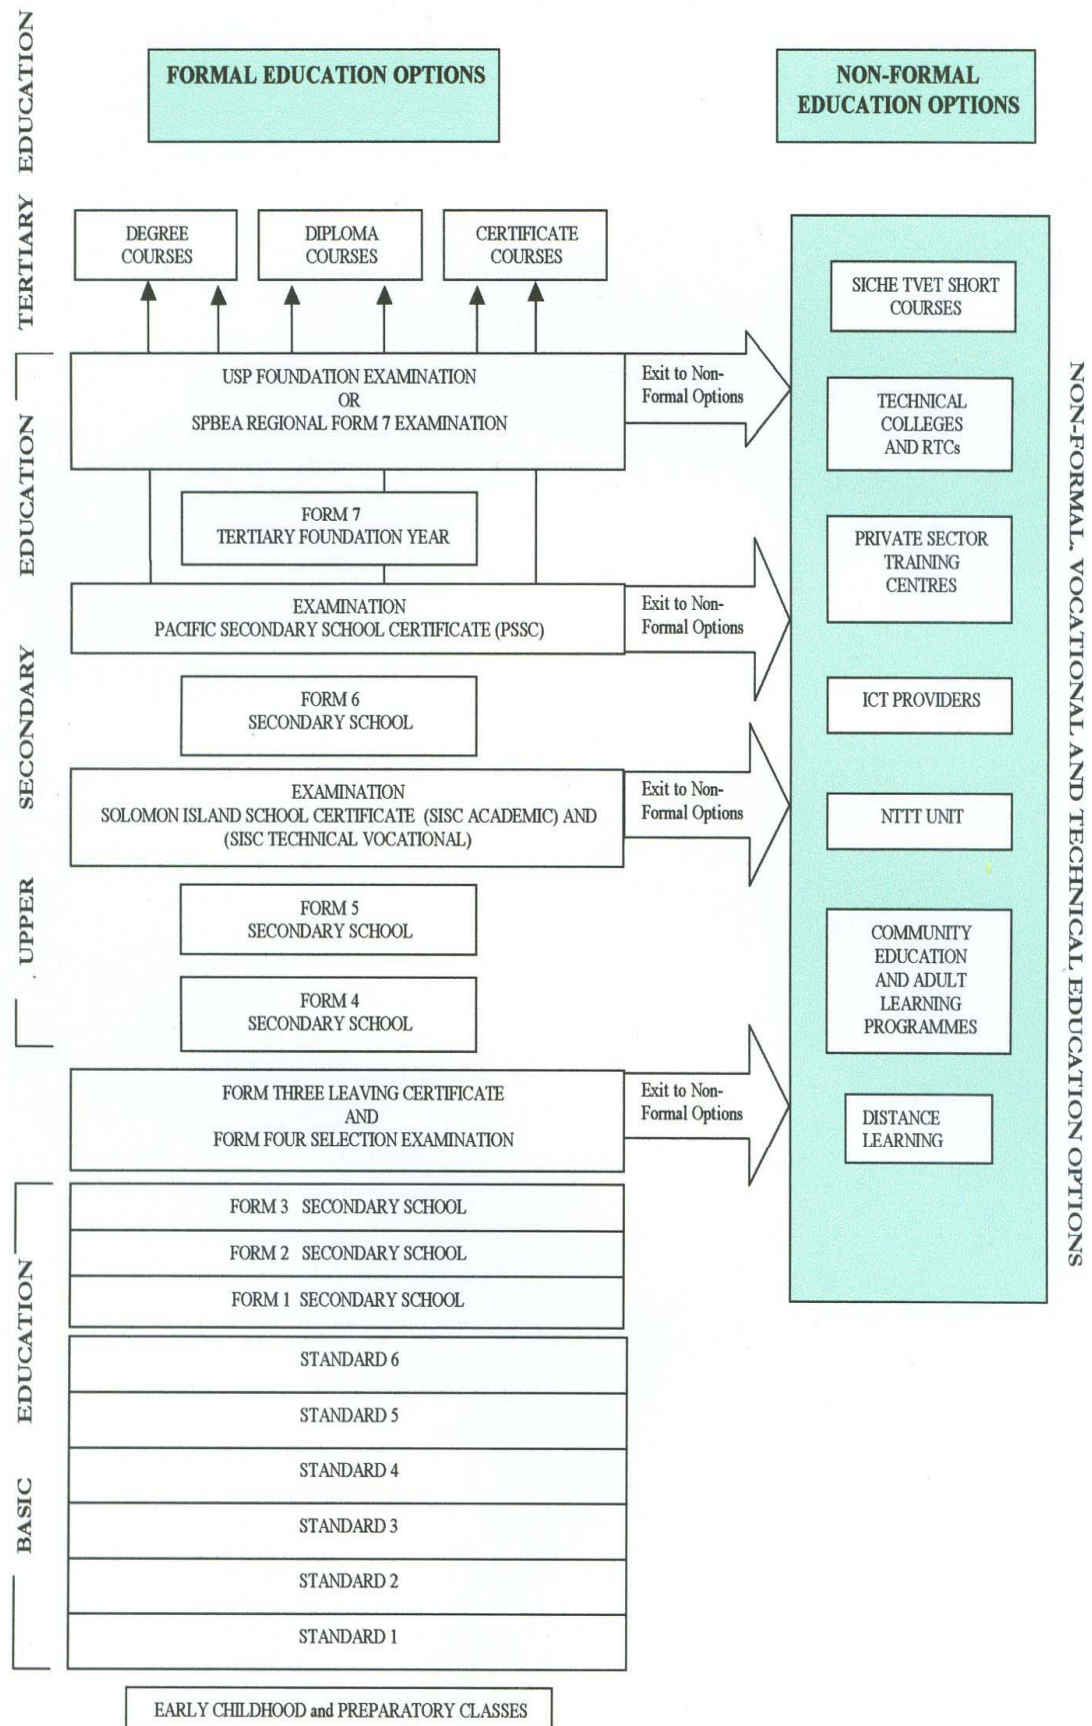 FORMAL EDUCATION OPTIONS
NON-FORMAL
EDUCATION OPTIONS
TERTIARY EDUCATION
DEGREE
COURSES
DIPLOMA
COURSES
CERTIFICATE
COURSES
UPPER SECONDARY EDUCATION
USP FOUNDATION EXAMINATION
OR
SPBEA REGIONAL FORM 7 EXAMINATION
Exit to Non-
Formal Options
FORM 7
TERTIARY FOUNDATION YEAR
EXAMINATION
PACIFIC SECONDARY SCHOOL CERTIFICATE (PSSC)
Exit to Non-
Formal Options
FORM 6
SECONDARY SCHOOL
EXAMINATION
SOLOMON ISLAND SCHOOL CERTIFICATE (SISC ACADEMIC) AND
(SISC TECHNICAL VOCATIONAL)
Exit to Non-
Formal Options
FORM 5
SECONDARY SCHOOL
FORM 4
SECONDARY SCHOOL
FORM THREE LEAVING CERTIFICATE
AND
FORM FOUR SELECTION EXAMINATION
Exit to Non-
Formal Options
BASIC EDUCATION
FORM 3 SECONDARY SCHOOL
FORM 2 SECONDARY SCHOOL
FORM 1 SECONDARY SCHOOL
STANDARD 6
STANDARD 5
STANDARD 4
STANDARD 3
STANDARD 2
STANDARD 1
EARLY CHILDHOOD and PREPARATORY CLASSES
SICHE TVET SHORT
COURSES
TECHNICAL
COLLEGES
AND RTCs
PRIVATE SECTOR
TRAINING
CENTRES
ICT PROVIDERS
NTTT UNIT
COMMUNITY
EDUCATION
AND ADULT
LEARNING
PROGRAMMES
DISTANCE
LEARNING
NON-FORMAL, VOCATIONAL AND TECHNICAL EDUCATION OPTIONS